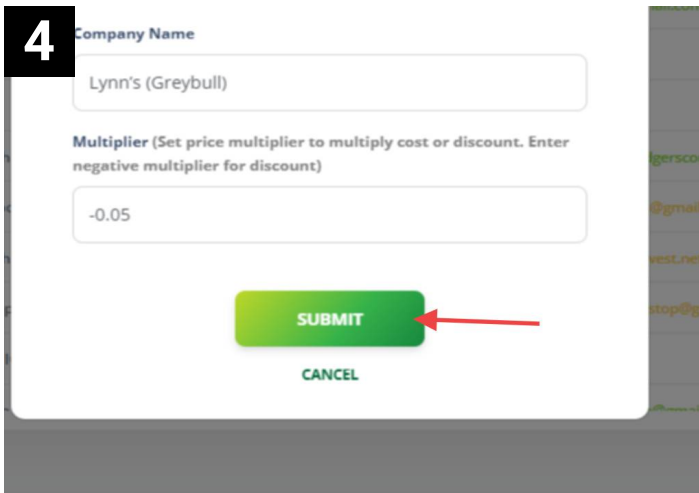 4
Company Name
Lynn's (Greybull)
Multiplier (Set price multiplier to multiply cost or discount. Enter
negative multiplier for discount)
-0.05
SUBMIT
CANCEL